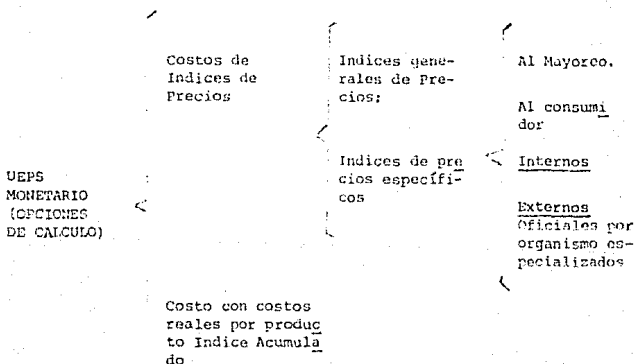 Costos de
Indices de
Precios
Indices gene-
rales de Pre-
cios:
Al Mayoreo.
Al consumi
dor
Indices de pre
cios específi-
cos
Internos
Externos
Oficiales por
organismo es-
pecializados
UEPS
MONETARIO
(OPCIONES
DE CALCULO)
Costo con costos
reales por produc
to Indice Acumula
do